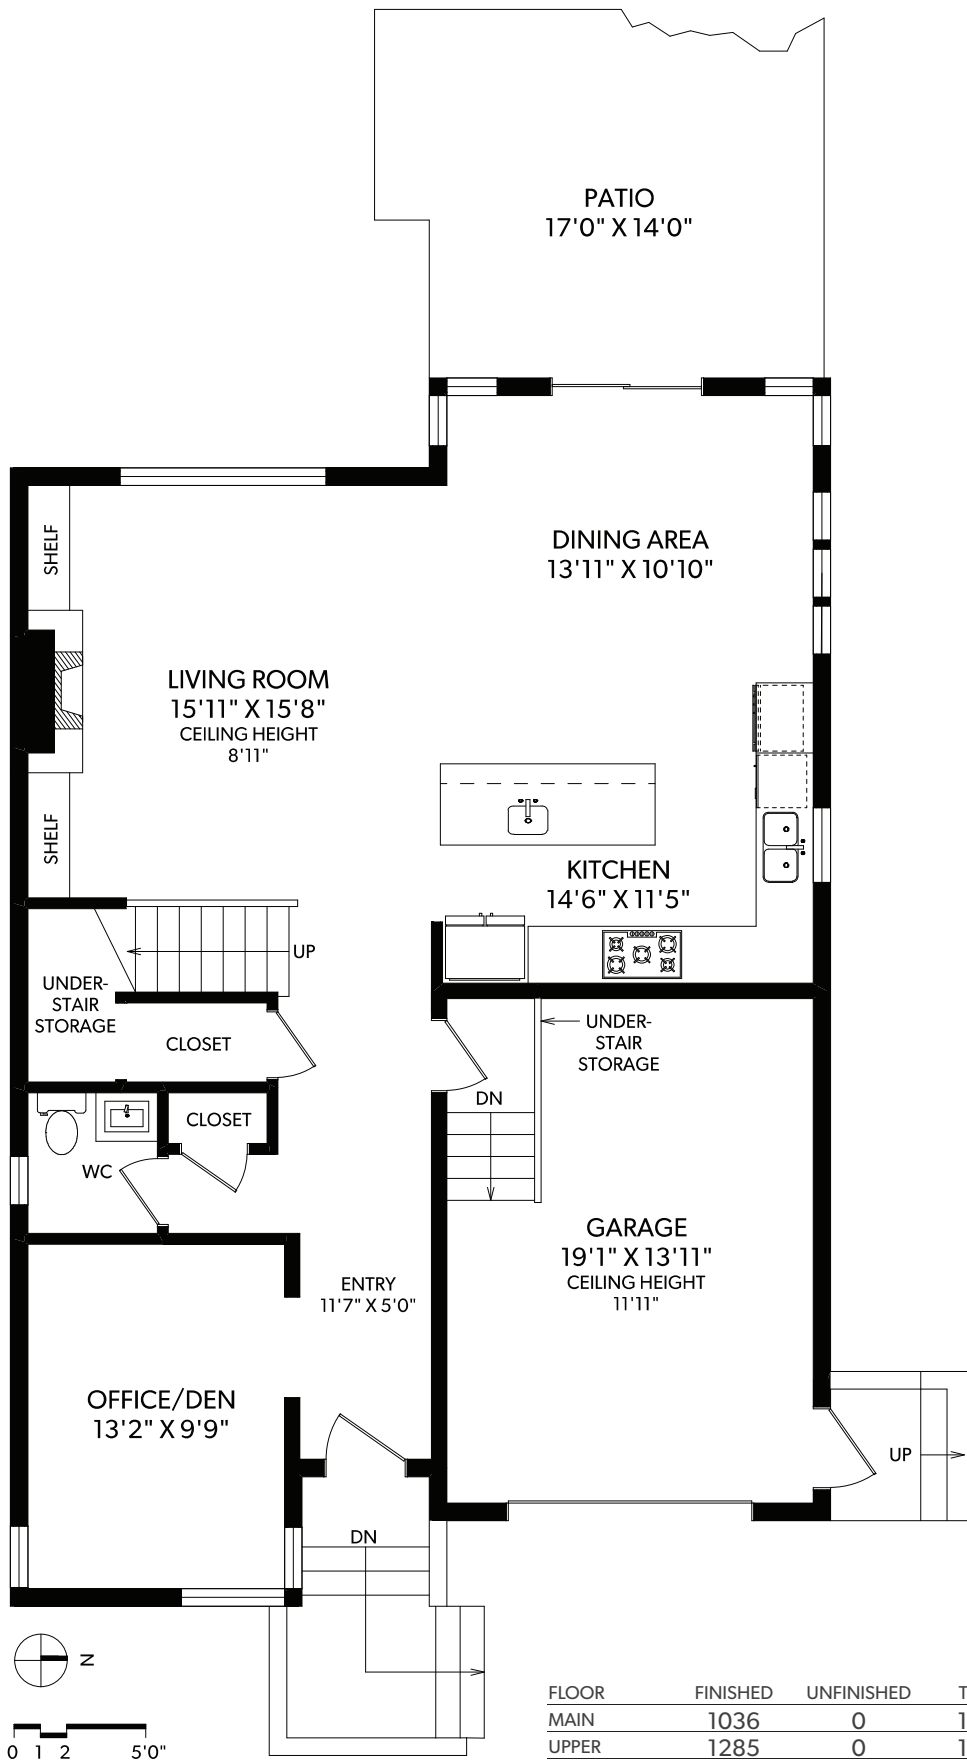 PATIO
17'0" X 14'0"
DINING AREA
13'11" X 10'10"
SHELF
LIVING ROOM
15'11" X 15'8"
CEILING HEIGHT
8'11"
SHELF
KITCHEN
14'6" X 11'5"
UP
UNDER-
STAIR
STORAGE
CLOSET
UNDER-
STAIR
STORAGE
DN
CLOSET
WC
GARAGE
19'1" X 13'11"
CEILING HEIGHT
11'11"
ENTRY
11'7" X 5'0"
OFFICE/DEN
13'2" X 9'9"
UP
DN
N
0 1 2 5'0"
FLOOR FINISHED UNFINISHED T
MAIN 1036 0 1
UPPER 1285 0 1